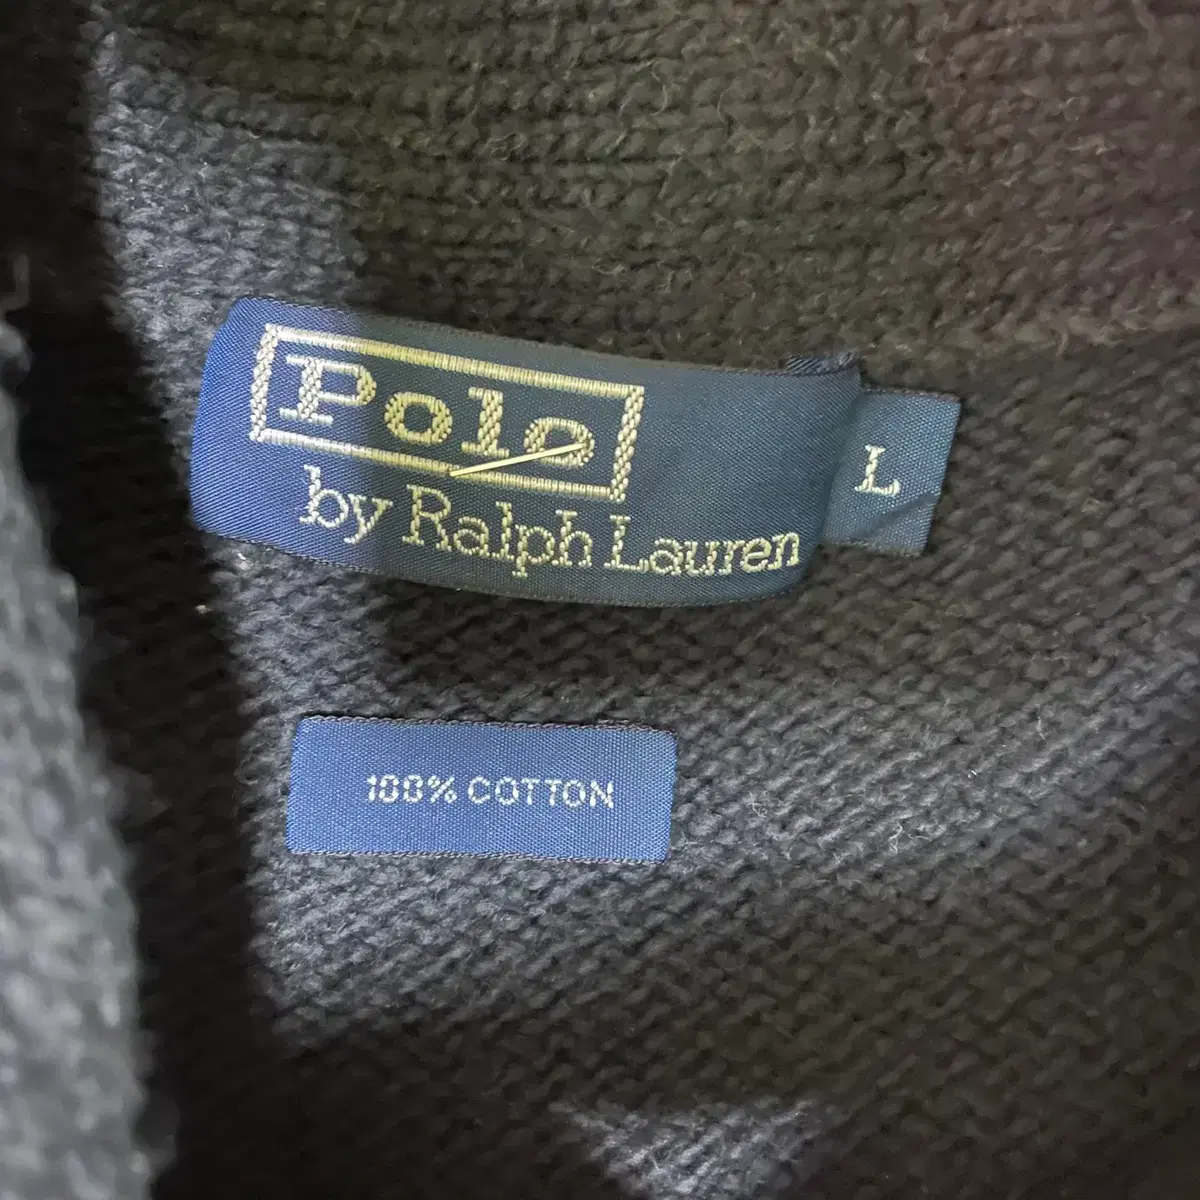 Polo
by Ralph Lauren
L
100% COTTON